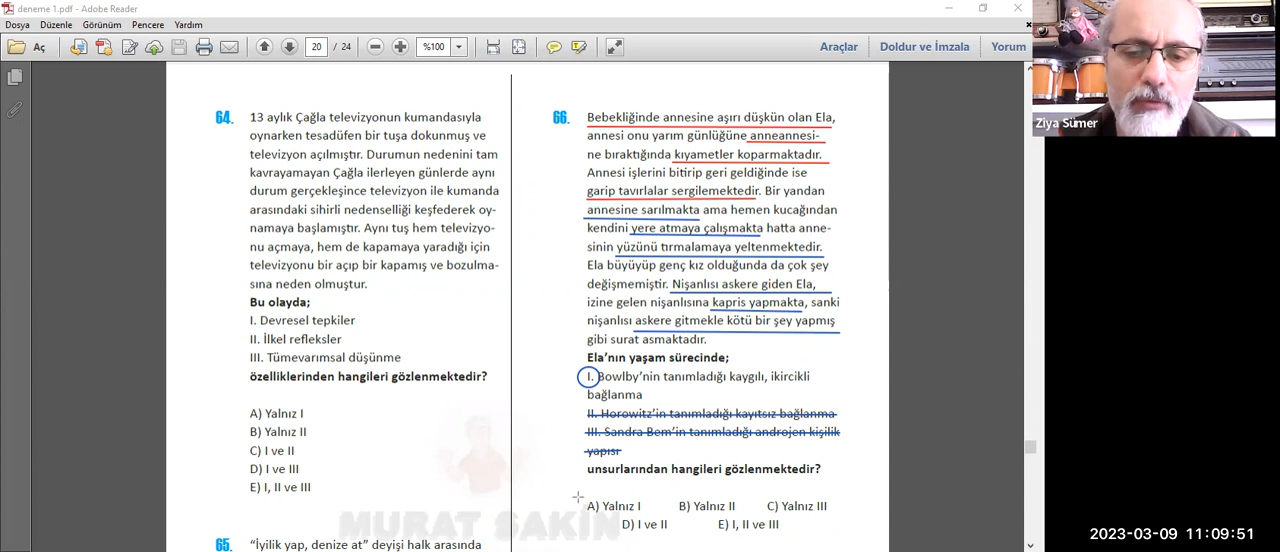 deneme 1.pdf - Adobe Reader
Dosya Düzenle Görünüm Pencere Yardım
Aç 20 / 24 %100 Araçlar Doldur ve İmzala Yorum
64. 13 aylık Çağla televizyonun kumandasıyla
oynarken tesadüfen bir tuşa dokunmuş ve
televizyon açılmıştır. Durumun nedenini tam
kavrayamayan Çağla ilerleyen günlerde aynı
durum gerçekleşince televizyon ile kumanda
arasındaki sihirli nedenselliği keşfederek oy-
namaya başlamıştır. Aynı tuş hem televizyo-
nu açmaya, hem de kapamaya yaradığı için
televizyonu bir açıp bir kapamış ve bozulma-
sına neden olmuştur.
Bu olayda;
I. Devresel tepkiler
II. İlkel refleksler
III. Tümevarımsal düşünme
özelliklerinden hangileri gözlenmektedir?
A) Yalnız I
B) Yalnız II
C) I ve II
D) I ve III
E) I, II ve III
65. “İyilik yap, denize at” deyişi halk arasında
66. Bebekliğinde annesine aşırı düşkün olan Ela,
annesi onu yarım günlüğüne anneannesi-
ne bıraktığında kıyametler koparmaktadır.
Annesi işlerini bitirip geri geldiğinde ise
garip tavırlalar sergilemektedir. Bir yandan
annesine sarılmakta ama hemen kucağından
kendini yere atmaya çalışmakta hatta anne-
sinin yüzünü tırmalamaya yeltenmektedir.
Ela büyüyüp genç kız olduğunda da çok şey
değişmemiştir. Nişanlısı askere giden Ela,
izine gelen nişanlısına kapris yapmakta, sanki
nişanlısı askere gitmekle kötü bir şey yapmış
gibi surat asmaktadır.
Ela’nın yaşam sürecinde;
I. Bowlby’nin tanımladığı kaygılı, ikircikli
bağlanma
II. Horowitz’in tanımladığı kayıtsız bağlanma
III. Sandra Bem’in tanımladığı androjen kişilik
yapısı
unsurlarından hangileri gözlenmektedir?
A) Yalnız I B) Yalnız II C) Yalnız III
D) I ve II E) I, II ve III
MURAT SAKİN
Ziya Sümer
2023-03-09 11:09:51